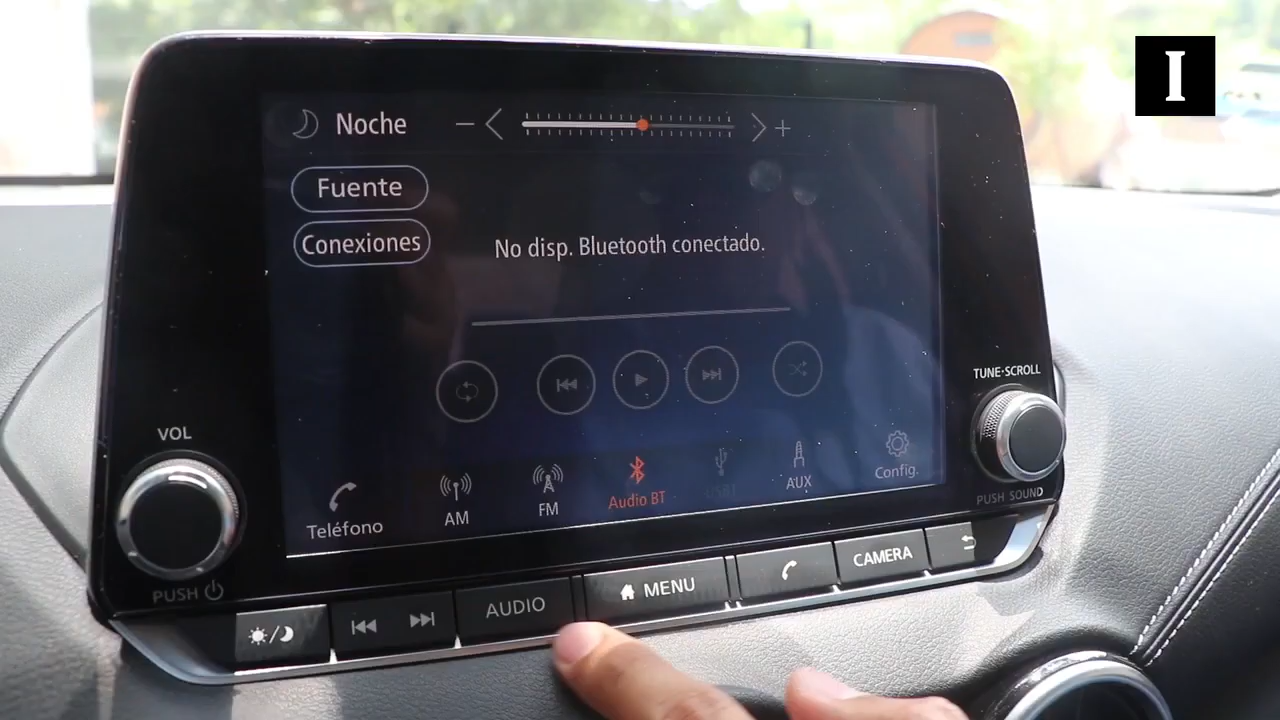 I
Noche
Fuente
Conexiones
No disp. Bluetooth conectado.
TUNE·SCROLL
VOL
Teléfono
AM
FM
Audio BT
AUX
Config.
PUSH SOUND
PUSH
AUDIO
MENU
CAMERA